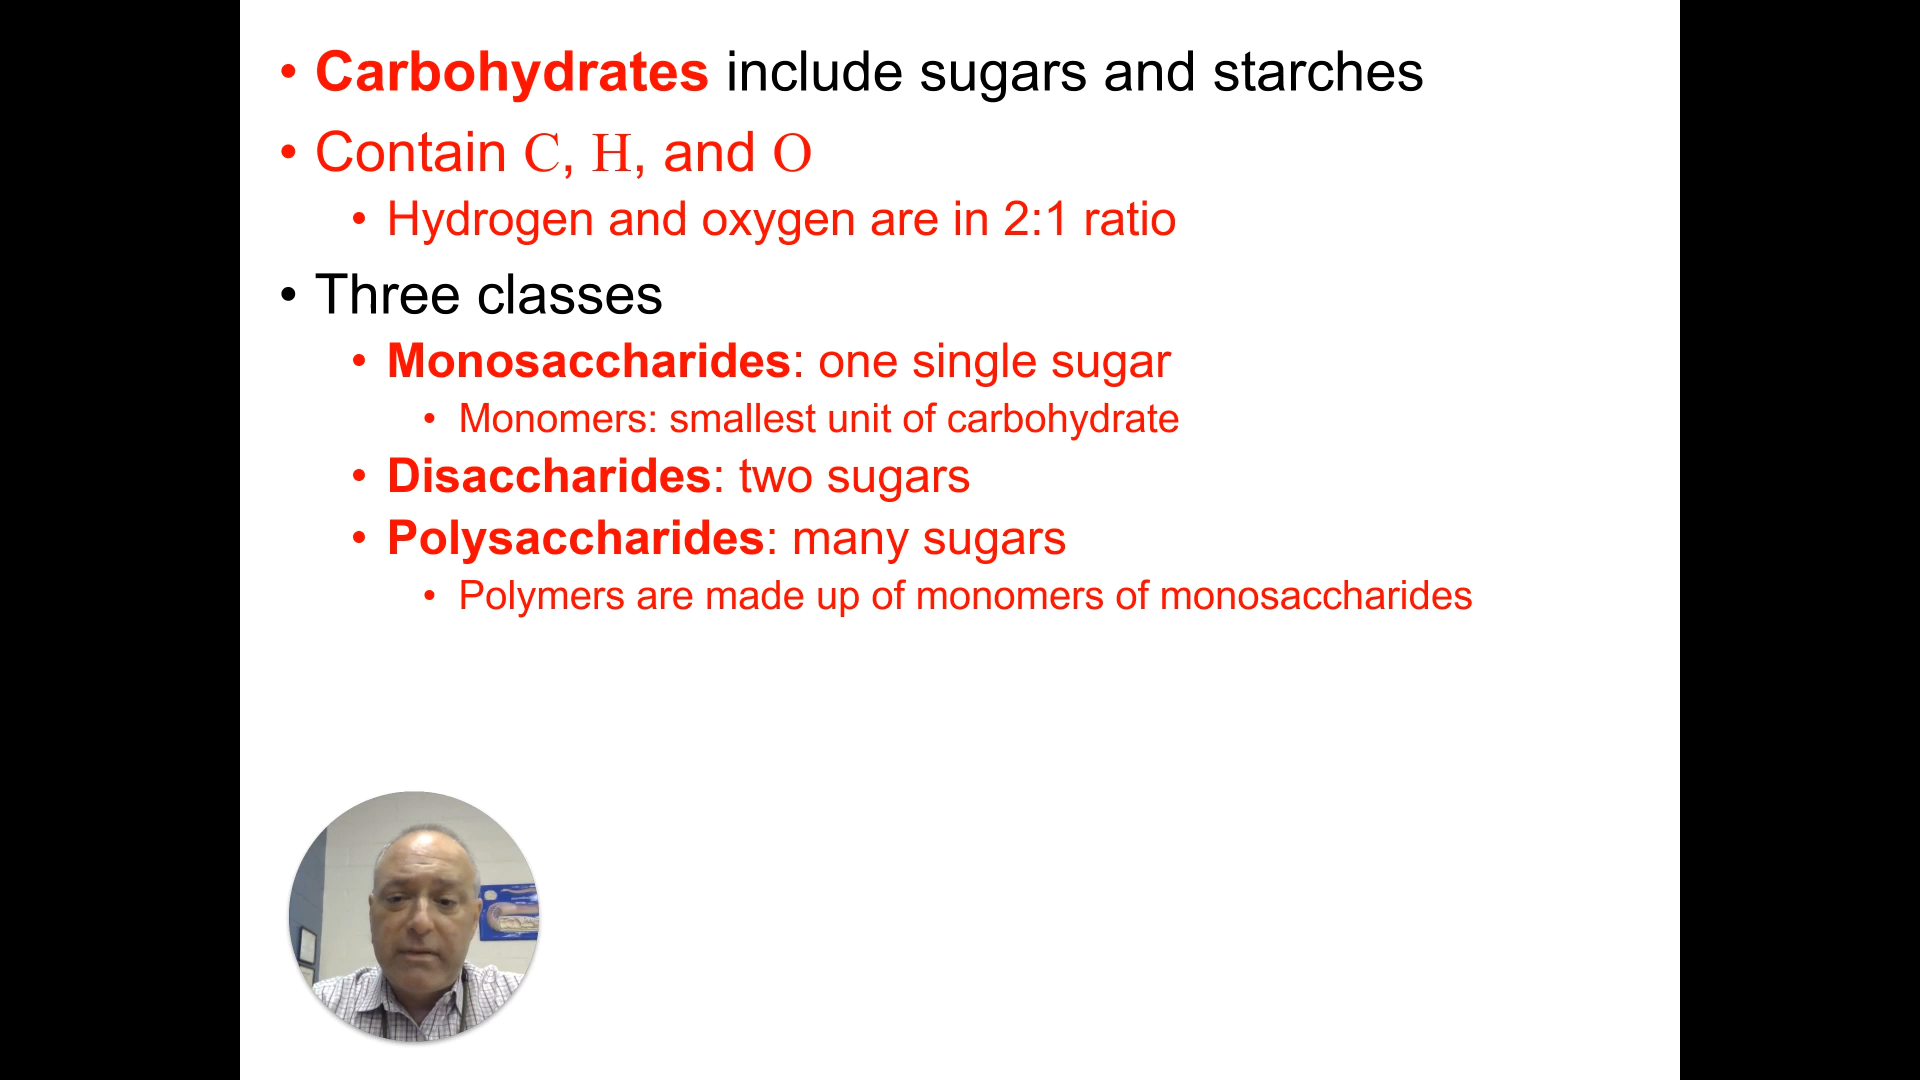 • Carbohydrates include sugars and starches
• Contain C, H, and O
• Hydrogen and oxygen are in 2:1 ratio
• Three classes
• Monosaccharides: one single sugar
• Monomers: smallest unit of carbohydrate
• Disaccharides: two sugars
• Polysaccharides: many sugars
• Polymers are made up of monomers of monosaccharides